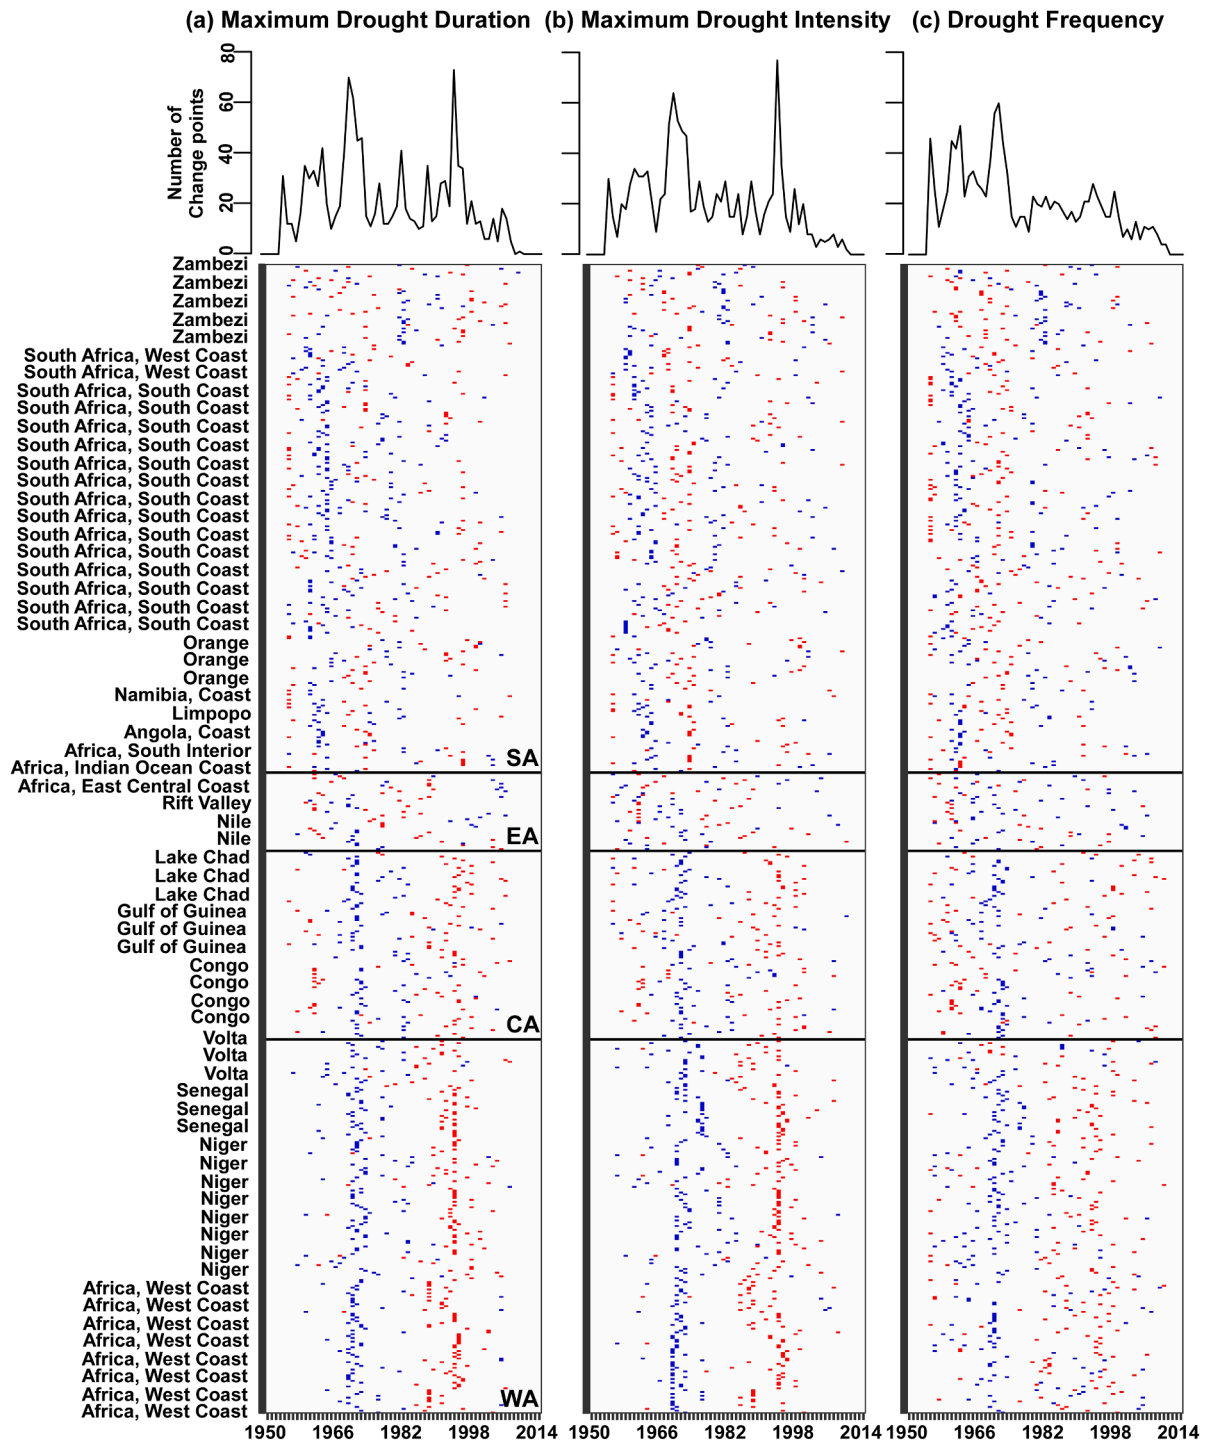 (a) Maximum Drought Duration (b) Maximum Drought Intensity (c) Drought Frequency
Number of
Change points
80
60
40
20
0
Zambezi
Zambezi
Zambezi
Zambezi
Zambezi
South Africa, West Coast
South Africa, West Coast
South Africa, South Coast
South Africa, South Coast
South Africa, South Coast
South Africa, South Coast
South Africa, South Coast
South Africa, South Coast
South Africa, South Coast
South Africa, South Coast
South Africa, South Coast
South Africa, South Coast
South Africa, South Coast
South Africa, South Coast
South Africa, South Coast
South Africa, South Coast
Orange
Orange
Orange
Namibia, Coast
Limpopo
Angola, Coast
Africa, South Interior
SA
Africa, Indian Ocean Coast
Africa, East Central Coast
Rift Valley
Nile
EA
Nile
Lake Chad
Lake Chad
Lake Chad
Gulf of Guinea
Gulf of Guinea
Gulf of Guinea
Congo
Congo
Congo
Congo
CA
Volta
Volta
Volta
Senegal
Senegal
Senegal
Niger
Niger
Niger
Niger
Niger
Niger
Niger
Niger
Africa, West Coast
Africa, West Coast
Africa, West Coast
Africa, West Coast
Africa, West Coast
Africa, West Coast
Africa, West Coast
WA
Africa, West Coast
1950 1966 1982 1998 2014 1950 1966 1982 1998 2014 1950 1966 1982 1998 2014